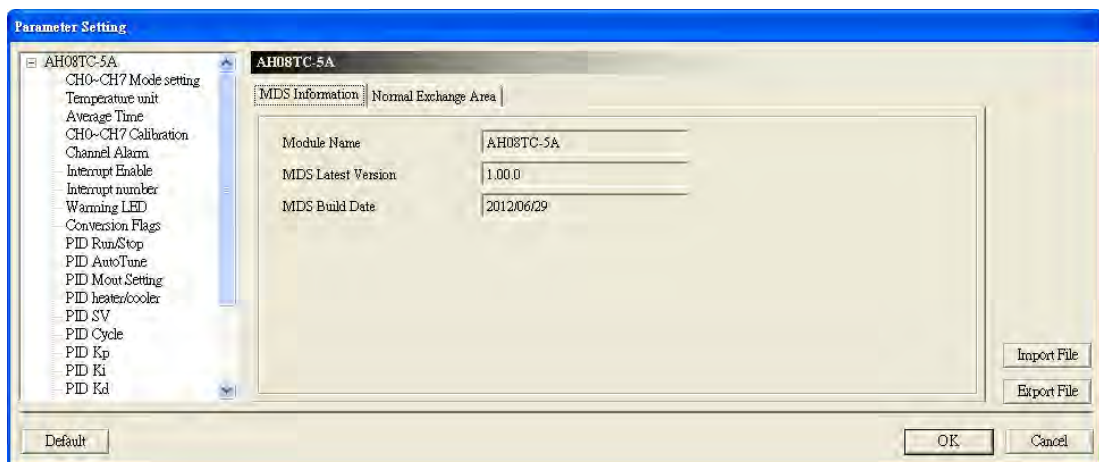 Parameter Setting
AH08TC-5A
CH0~CH7 Mode setting
Temperature unit
Average Time
CH0~CH7 Calibration
Channel Alarm
Interrupt Enable
Interrupt number
Warming LED
Conversion Flags
PID Run/Stop
PID AutoTune
PID Mout Setting
PID heater/cooler
PID SV
PID Cycle
PID Kp
PID Ki
PID Kd
AH08TC-5A
MDS Information Normal Exchange Area
Module Name AH08TC-5A
MDS Latest Version 1.00.0
MDS Build Date 2012/06/29
Import File
Export File
Default OK Cancel